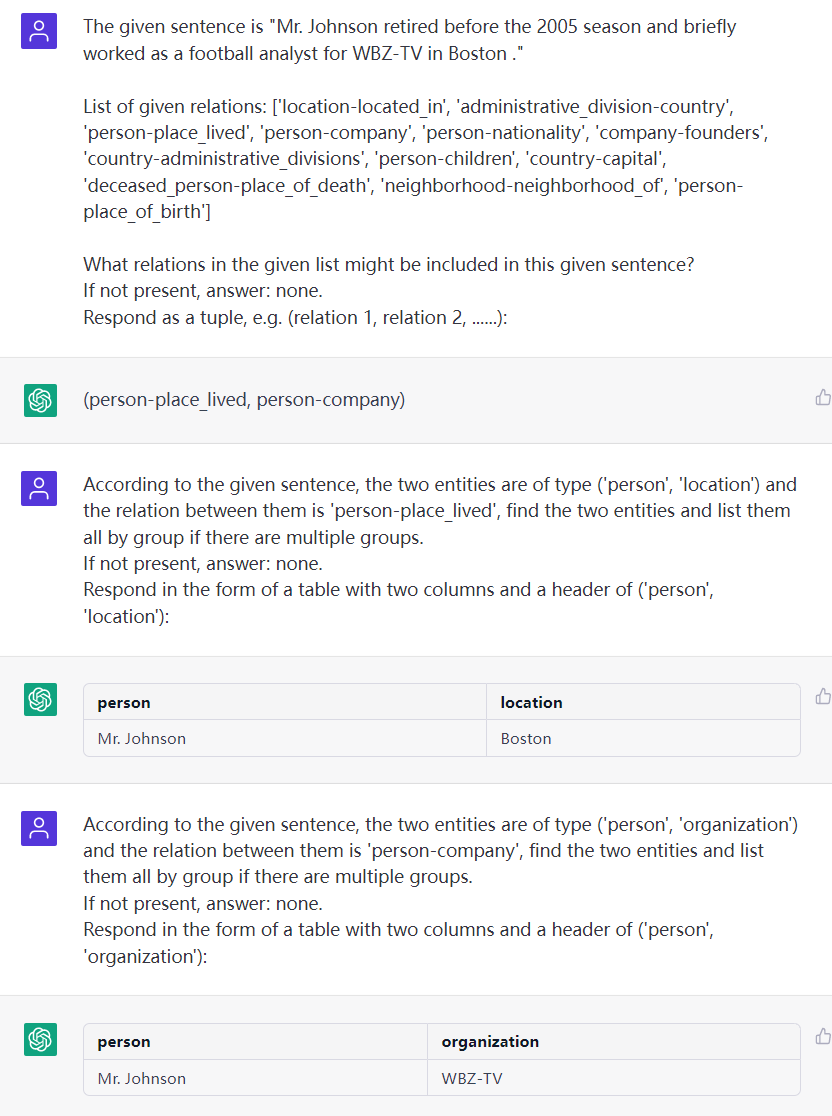 The given sentence is "Mr. Johnson retired before the 2005 season and briefly
worked as a football analyst for WBZ-TV in Boston ."
List of given relations: ['location-located_in', 'administrative_division-country',
'person-place_lived', 'person-company', 'person-nationality', 'company-founders',
'country-administrative_divisions', 'person-children', 'country-capital',
'deceased_person-place_of_death', 'neighborhood-neighborhood_of', 'person-
place_of_birth']
What relations in the given list might be included in this given sentence?
If not present, answer: none.
Respond as a tuple, e.g. (relation 1, relation 2, ......):
(person-place_lived, person-company)
According to the given sentence, the two entities are of type ('person', 'location') and
the relation between them is 'person-place_lived', find the two entities and list them
all by group if there are multiple groups.
If not present, answer: none.
Respond in the form of a table with two columns and a header of ('person',
'location'):
person location
Mr. Johnson Boston
According to the given sentence, the two entities are of type ('person', 'organization')
and the relation between them is 'person-company', find the two entities and list
them all by group if there are multiple groups.
If not present, answer: none.
Respond in the form of a table with two columns and a header of ('person',
'organization'):
person organization
Mr. Johnson WBZ-TV